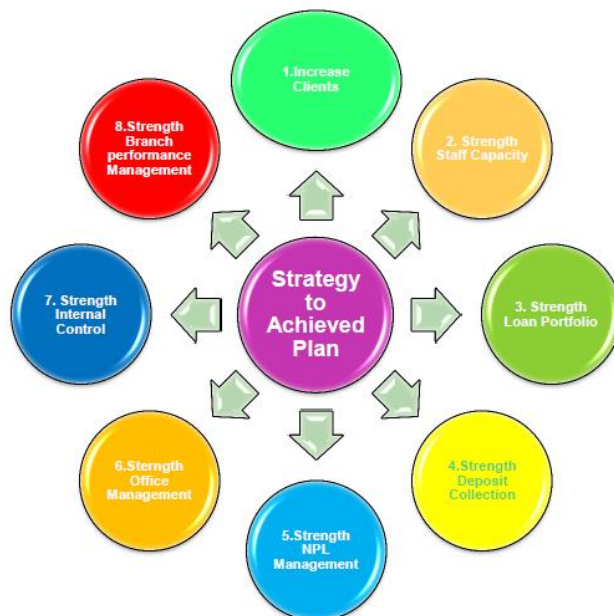 Strategy
to
Achieved
Plan
1.Increase
Clients
2. Strength
Staff Capacity
3. Strength
Loan Portfolio
4.Strength
Deposit
Collection
5.Strength
NPL
Management
6.Sterngth
Office
Management
7. Strength
Internal
Control
8.Strength
Branch
performance
Management